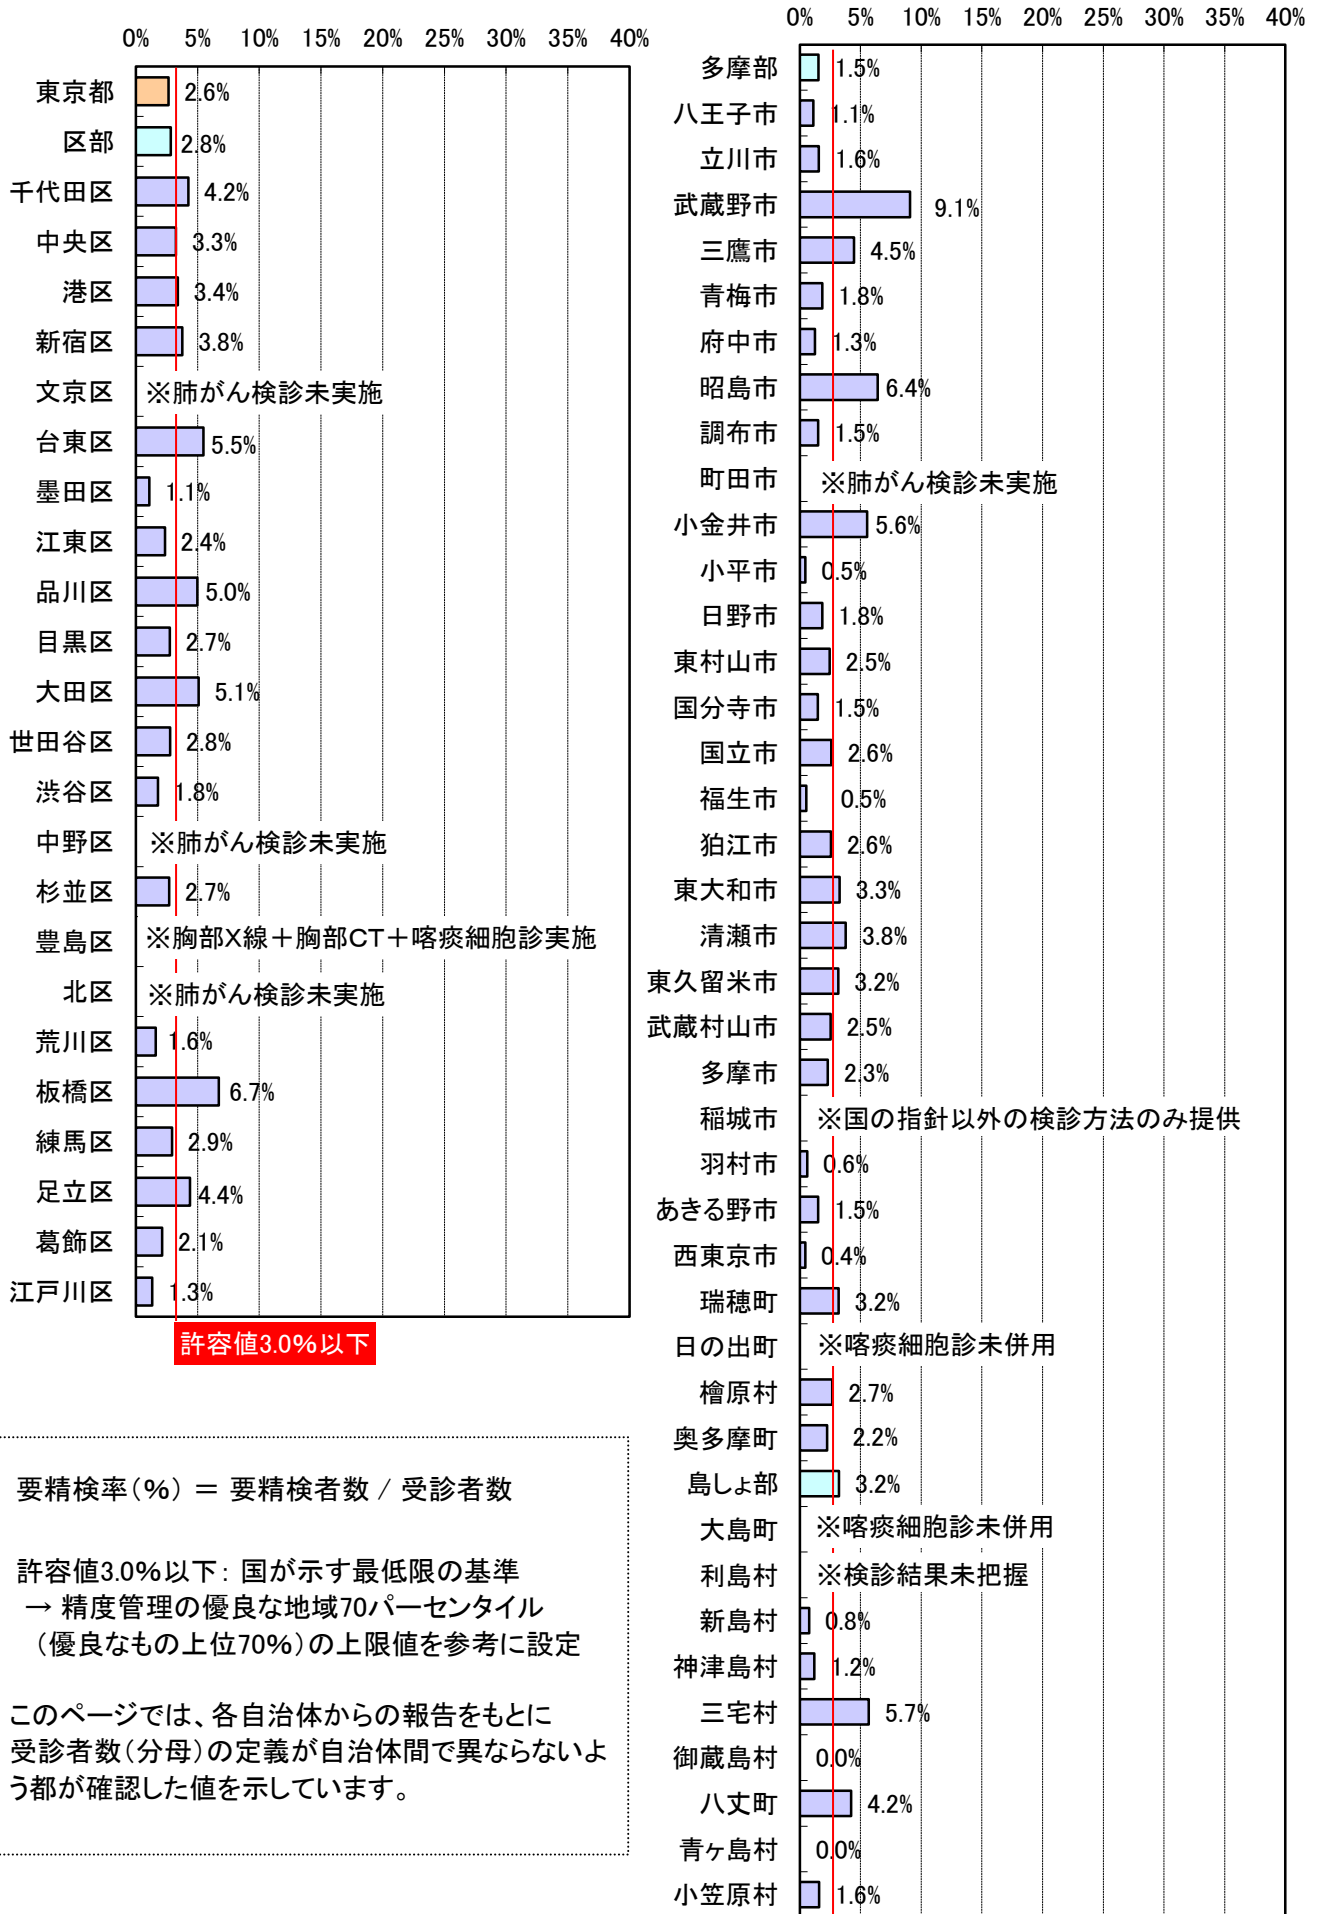 0% 5% 10% 15% 20% 25% 30% 35% 40%
東京都 2.6%
区部 2.8%
千代田区 4.2%
中央区 3.3%
港区 3.4%
新宿区 3.8%
文京区 ※肺がん検診未実施
台東区 5.5%
墨田区 1.1%
江東区 2.4%
品川区 5.0%
目黒区 2.7%
大田区 5.1%
世田谷区 2.8%
渋谷区 1.8%
中野区 ※肺がん検診未実施
杉並区 2.7%
豊島区 ※胸部X線＋胸部CT＋喀痰細胞診実施
北区 ※肺がん検診未実施
荒川区 1.6%
板橋区 6.7%
練馬区 2.9%
足立区 4.4%
葛飾区 2.1%
江戸川区 1.3%
許容値3.0%以下
要精検率（%） ＝ 要精検者数 / 受診者数
許容値3.0%以下： 国が示す最低限の基準
→ 精度管理の優良な地域70パーセンタイル
（優良なもの上位70%）の上限値を参考に設定
このページでは、各自治体からの報告をもとに
受診者数（分母）の定義が自治体間で異ならないよ
う都が確認した値を示しています。
0% 5% 10% 15% 20% 25% 30% 35% 40%
多摩部 1.5%
八王子市 1.1%
立川市 1.6%
武蔵野市 9.1%
三鷹市 4.5%
青梅市 1.8%
府中市 1.3%
昭島市 6.4%
調布市 1.5%
町田市 ※肺がん検診未実施
小金井市 5.6%
小平市 0.5%
日野市 1.8%
東村山市 2.5%
国分寺市 1.5%
国立市 2.6%
福生市 0.5%
狛江市 2.6%
東大和市 3.3%
清瀬市 3.8%
東久留米市 3.2%
武蔵村山市 2.5%
多摩市 2.3%
稲城市 ※国の指針以外の検診方法のみ提供
羽村市 0.6%
あきる野市 1.5%
西東京市 0.4%
瑞穂町 3.2%
日の出町 ※喀痰細胞診未併用
檜原村 2.7%
奥多摩町 2.2%
島しょ部 3.2%
大島町 ※喀痰細胞診未併用
利島村 ※検診結果未把握
新島村 0.8%
神津島村 1.2%
三宅村 5.7%
御蔵島村 0.0%
八丈町 4.2%
青ヶ島村 0.0%
小笠原村 1.6%